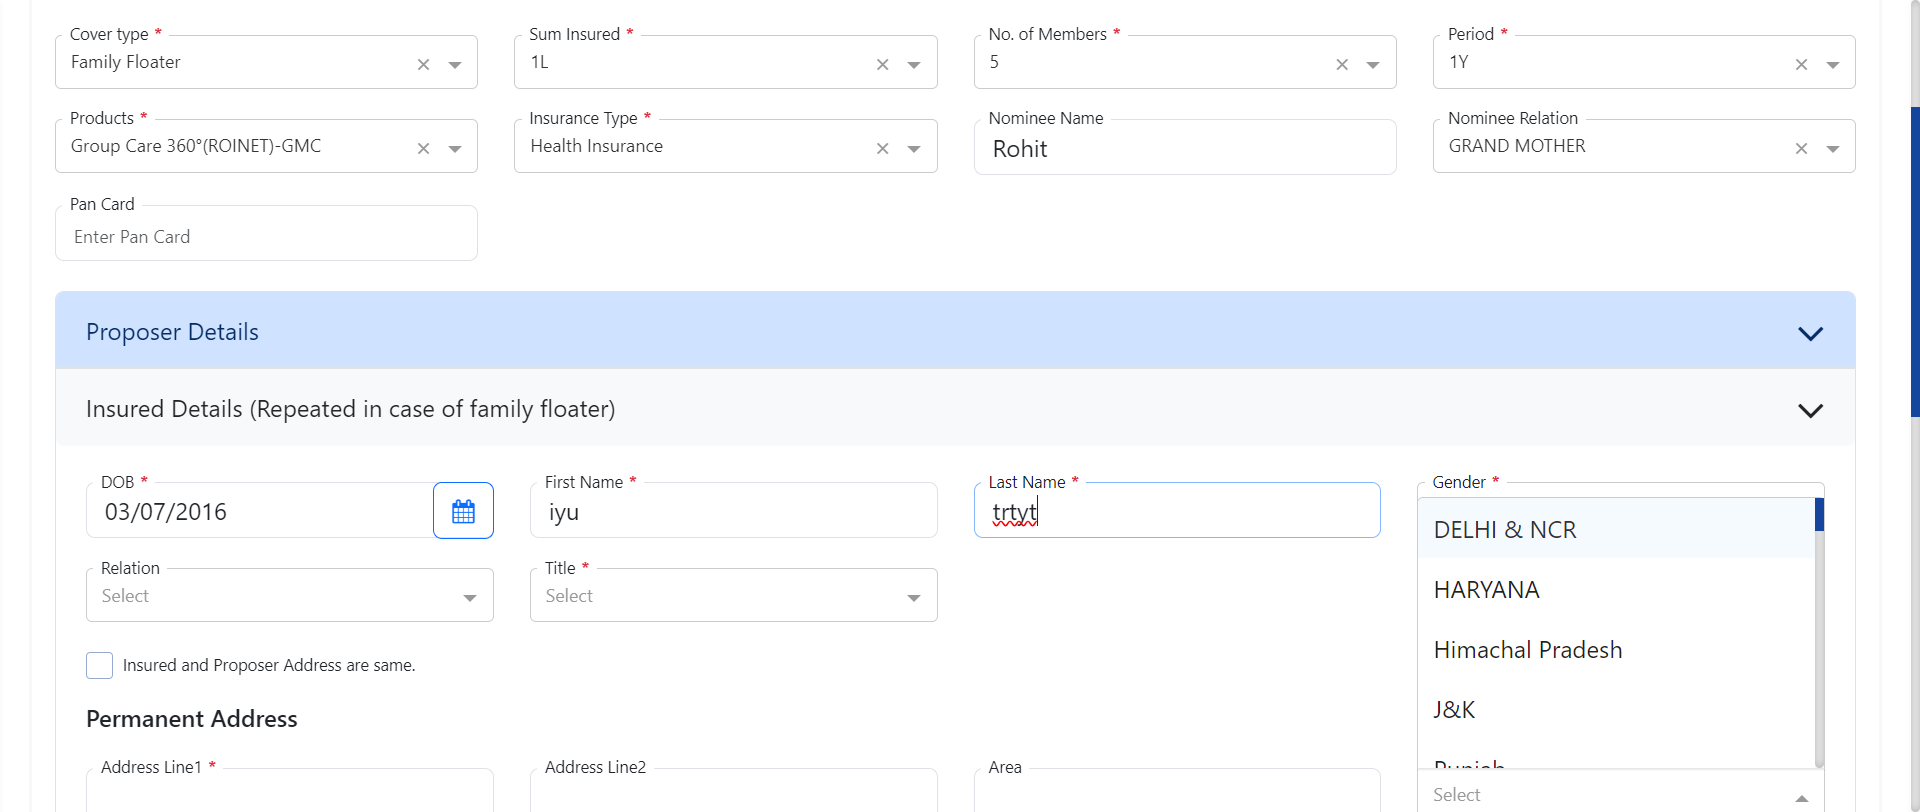 Cover type *
Family Floater
Sum Insured *
1L
No. of Members *
5
Period *
1Y
Products *
Group Care 360°(ROINET)-GMC
Insurance Type *
Health Insurance
Nominee Name
Rohit
Nominee Relation
GRAND MOTHER
Pan Card
Enter Pan Card
Proposer Details
Insured Details (Repeated in case of family floater)
DOB *
03/07/2016
First Name *
iyu
Last Name *
trtyt
Gender *
DELHI & NCR
HARYANA
Himachal Pradesh
J&K
Punjab
Select
Relation
Select
Title *
Select
Insured and Proposer Address are same.
Permanent Address
Address Line1 *
Address Line2
Area